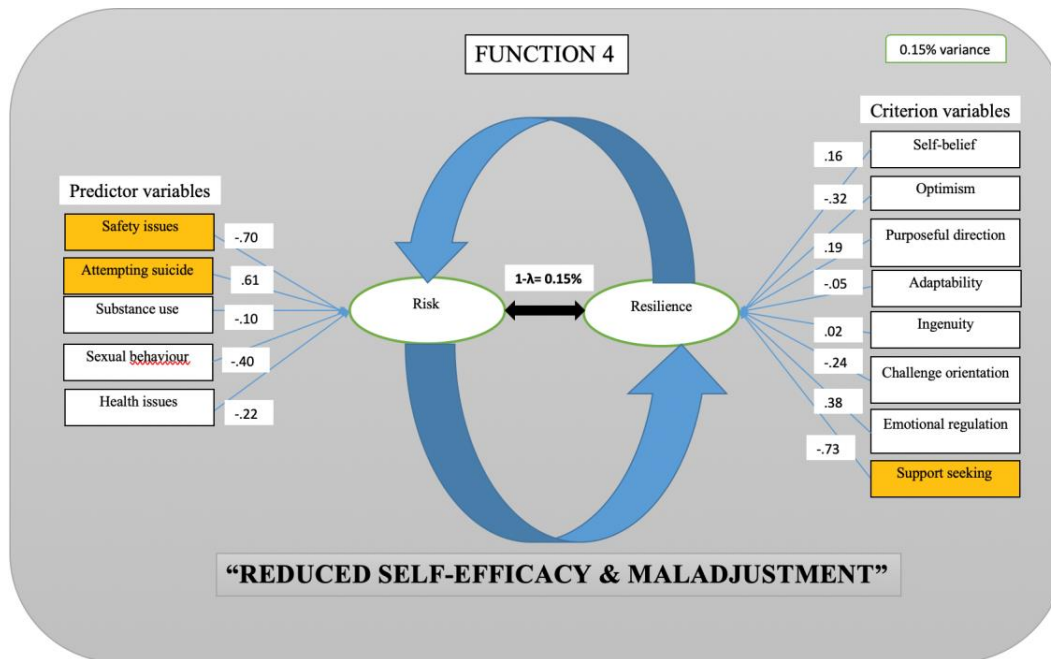 FUNCTION 4
0.15% variance
Predictor variables
Safety issues
-.70
Attempting suicide
.61
Substance use
-.10
Sexual behaviour
-.40
Health issues
-.22
Risk
1-λ= 0.15%
Resilience
Criterion variables
.16
Self-belief
-.32
Optimism
.19
Purposeful direction
-.05
Adaptability
.02
Ingenuity
-.24
Challenge orientation
.38
Emotional regulation
-.73
Support seeking
“REDUCED SELF-EFFICACY & MALADJUSTMENT”